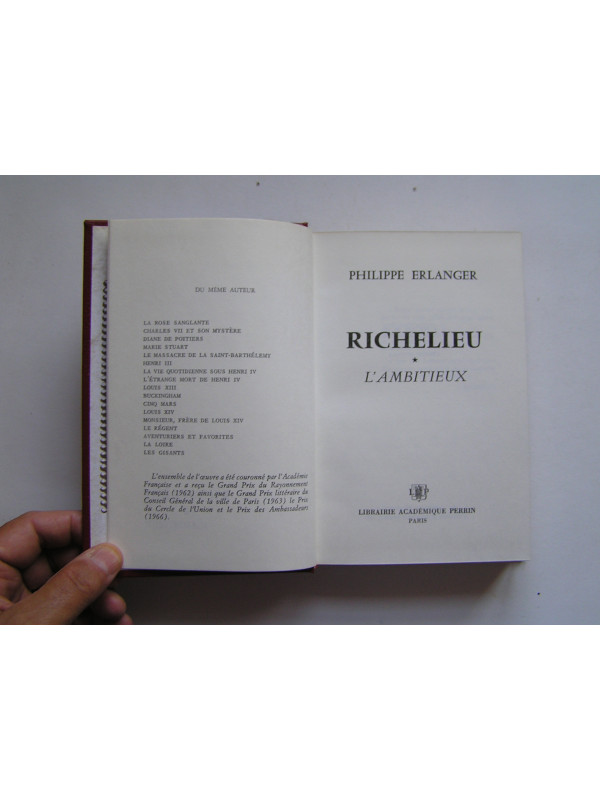 DU MÊME AUTEUR
LA ROSE SANGLANTE
CHARLES VII ET SON MYSTÈRE
DIANE DE POITIERS
MARIE STUART
LE MASSACRE DE LA SAINT-BARTHÉLEMY
HENRI III
LA VIE QUOTIDIENNE SOUS HENRI IV
L'ÉTRANGE MORT DE HENRI IV
LOUIS XIII
BUCKINGHAM
CINQ MARS
LOUIS XIV
MONSIEUR, FRÈRE DE LOUIS XIV
LE RÉGENT
AVENTURIERS ET FAVORITES
LA LOIRE
LES GISANTS
L'ensemble de l'œuvre a été couronné par l'Académie
Française et a reçu le Grand Prix du Rayonnement
Français (1962) ainsi que le Grand Prix littéraire du
Conseil Général de la ville de Paris (1963) le Prix
du Cercle de l'Union et le Prix des Ambassadeurs
(1966).
PHILIPPE ERLANGER
RICHELIEU
*
L'AMBITIEUX
LIBRAIRIE ACADÉMIQUE PERRIN
PARIS